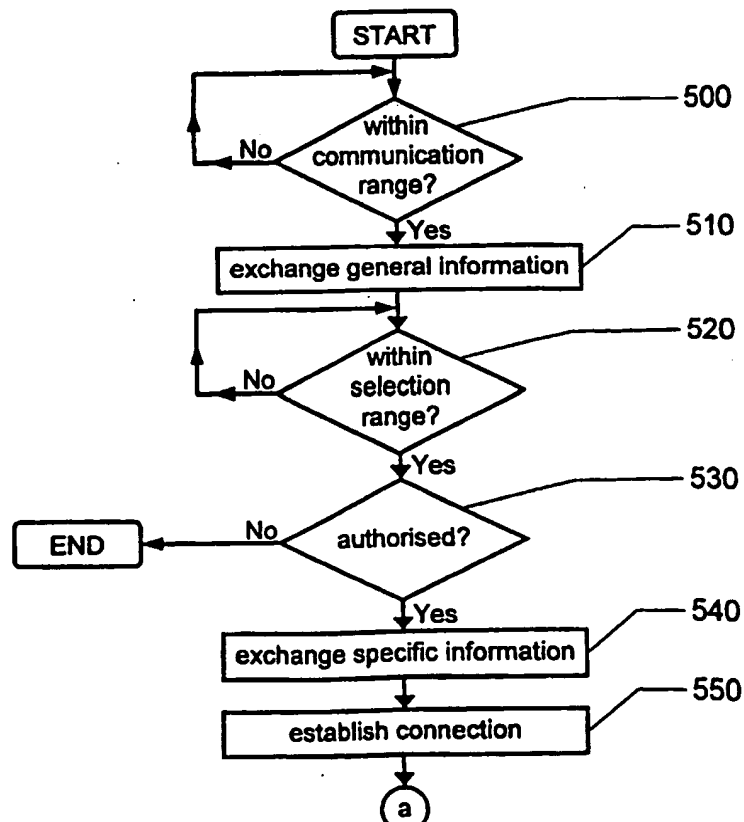 START
within
communication
range?
500
No
Yes
exchange general information
510
within
selection
range?
520
No
Yes
authorised?
530
No
END
Yes
exchange specific information
540
establish connection
550
a